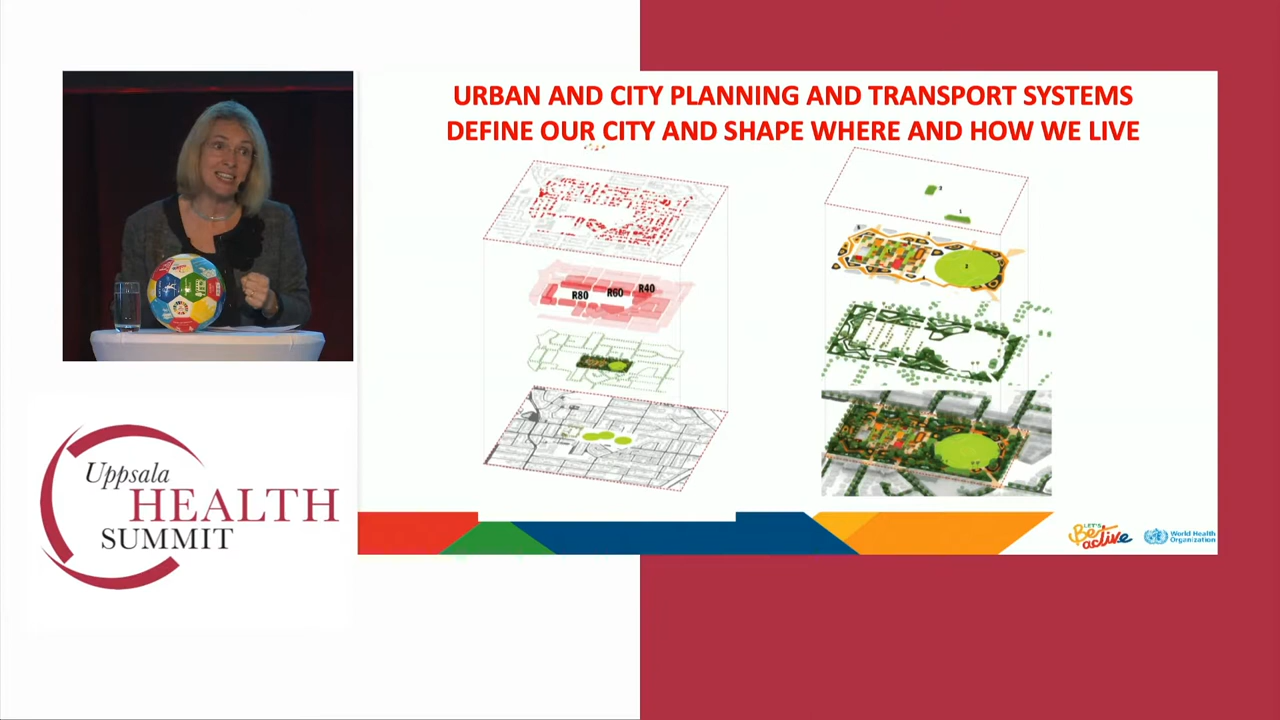 URBAN AND CITY PLANNING AND TRANSPORT SYSTEMS
DEFINE OUR CITY AND SHAPE WHERE AND HOW WE LIVE
R80
R60
R40
Uppsala
HEALTH
SUMMIT
LET'S
Be
active
World Health
Organization